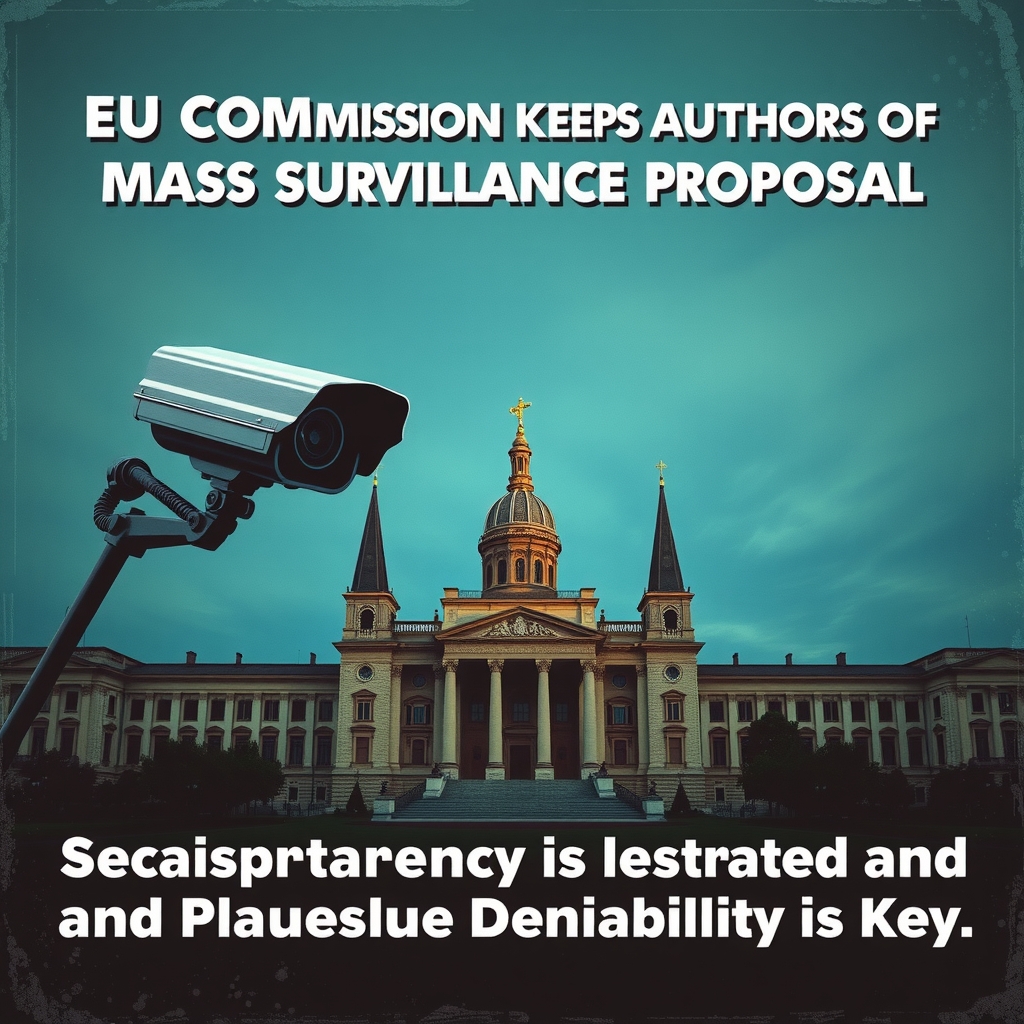 EU COMMISSION KEEPS AUTHORS OF
MASS SURVILLANCE PROPOSAL
Secaisprtarency is lestrated and
and Plaueslue Deniabillity is Key.